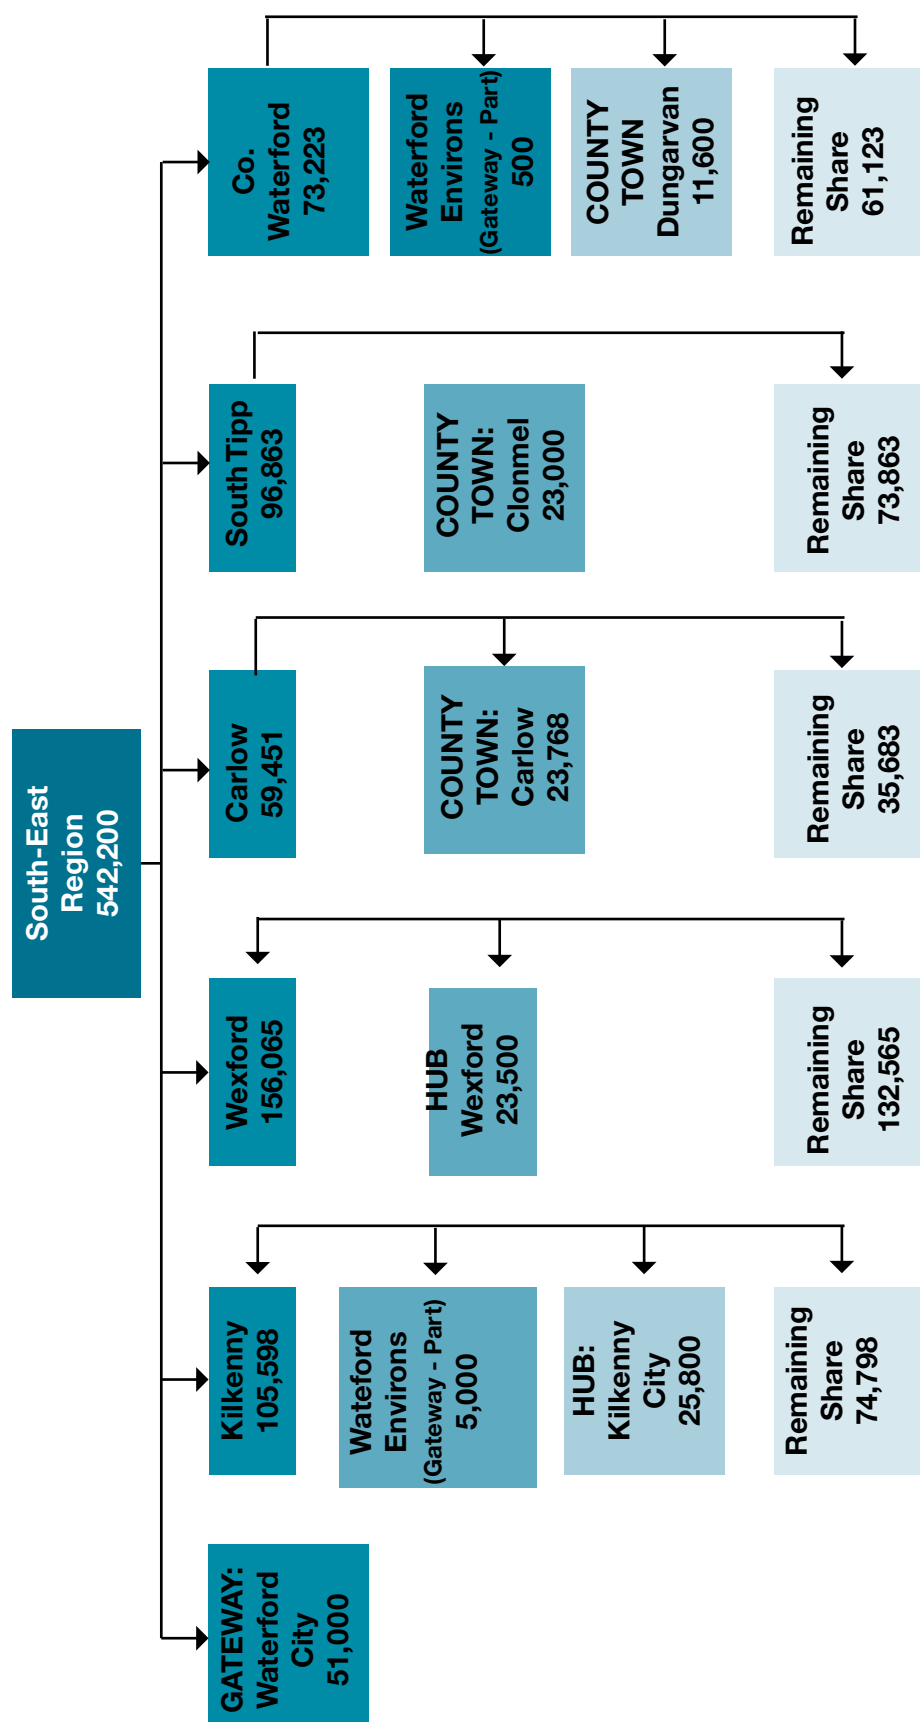 South-East
Region
542,200
GATEWAY:
Waterford
City
51,000
Kilkenny
105,598
Wateford
Environs
(Gateway - Part)
5,000
HUB:
Kilkenny
City
25,800
Remaining
Share
74,798
Wexford
156,065
HUB
Wexford
23,500
Remaining
Share
132,565
Carlow
59,451
COUNTY
TOWN:
Carlow
23,768
Remaining
Share
35,683
South Tipp
96,863
COUNTY
TOWN:
Clonmel
23,000
Remaining
Share
73,863
Co.
Waterford
73,223
Waterford
Environs
(Gateway - Part)
500
COUNTY
TOWN
Dungarvan
11,600
Remaining
Share
61,123